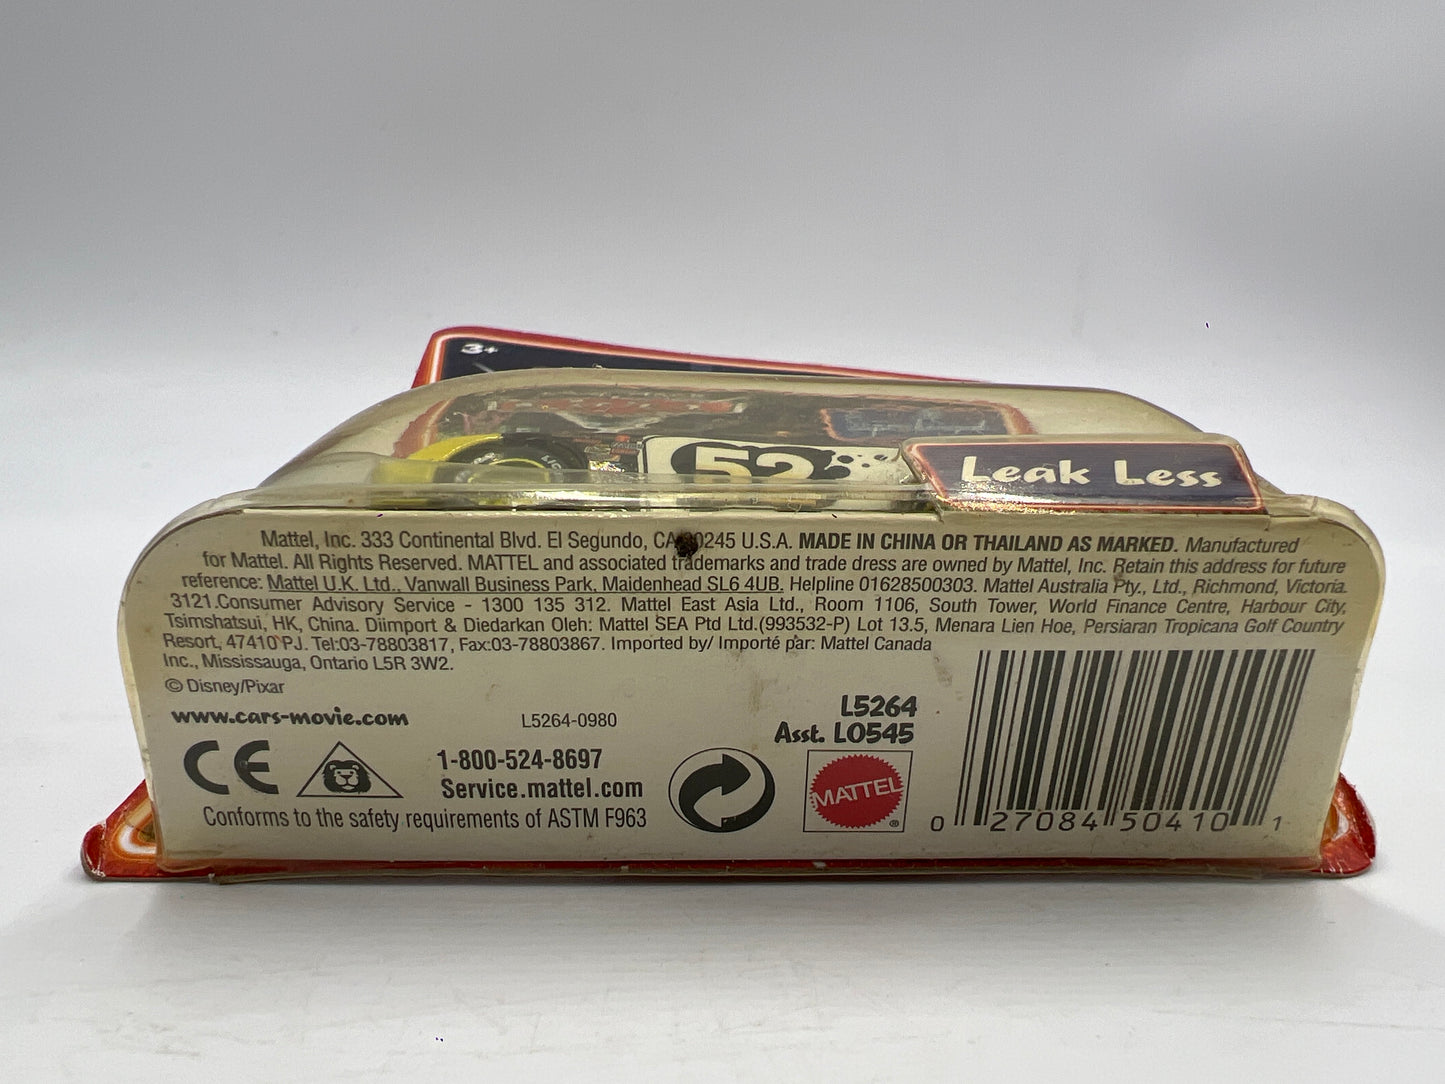 3+
52
Leak Less
Mattel, Inc. 333 Continental Blvd. El Segundo, CA 90245 U.S.A. MADE IN CHINA OR THAILAND AS MARKED. Manufactured
for Mattel. All Rights Reserved. MATTEL and associated trademarks and trade dress are owned by Mattel, Inc. Retain this address for future
reference: Mattel U.K. Ltd., Vanwall Business Park, Maidenhead SL6 4UB. Helpline 01628500303. Mattel Australia Pty., Ltd., Richmond, Victoria.
3121.Consumer Advisory Service - 1300 135 312. Mattel East Asia Ltd., Room 1106, South Tower, World Finance Centre, Harbour City,
Tsimshatsui, HK, China. Diimport & Diedarkan Oleh: Mattel SEA Ptd Ltd.(993532-P) Lot 13.5, Menara Lien Hoe, Persiaran Tropicana Golf Country
Resort, 47410 PJ. Tel:03-78803817, Fax:03-78803867. Imported by/ Importé par: Mattel Canada
Inc., Mississauga, Ontario L5R 3W2.
© Disney/Pixar
www.cars-movie.com
L5264-0980
L5264
Asst. L0545
CE
1-800-524-8697
Service.mattel.com
Conforms to the safety requirements of ASTM F963
MATTEL
®
0 27084 50410 1